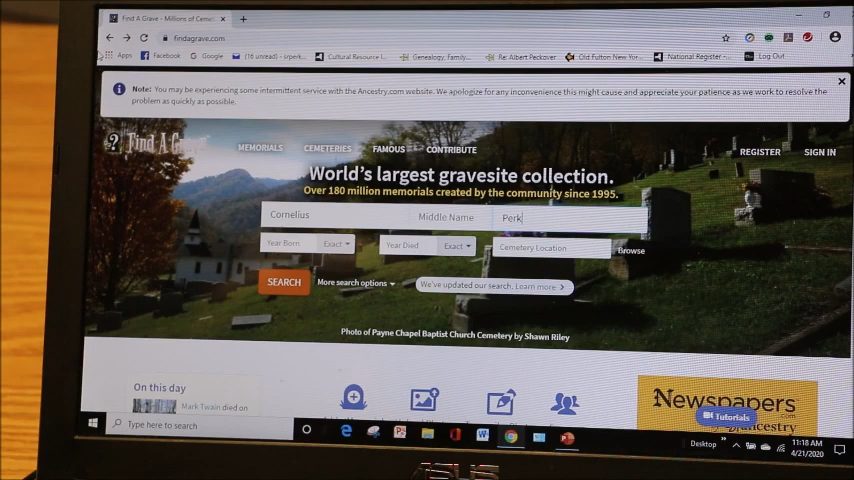 Find A Grave - Millions of Ceme
findagrave.com
Apps Facebook Google (16 unread) - srperk... Cultural Resource I... Genealogy, Family... Re: Albert Peckover Old Fulton New Yor... National Register -... Log Out
Note: You may be experiencing some intermittent service with the Ancestry.com website. We apologize for any inconvenience this might cause and appreciate your patience as we work to resolve the
problem as quickly as possible.
Find A Grave
MEMORIALS CEMETERIES FAMOUS CONTRIBUTE REGISTER SIGN IN
World's largest gravesite collection.
Over 180 million memorials created by the community since 1995.
Cornelius Middle Name Perk
Year Born Exact Year Died Exact Cemetery Location Browse
SEARCH More search options We've updated our search. Learn more
Photo of Payne Chapel Baptist Church Cemetery by Shawn Riley
On this day
Mark Twain died on
Newspapers
.com
Tutorials
by ancestry
Type here to search
Desktop
11:18 AM
4/21/2020
ASUS